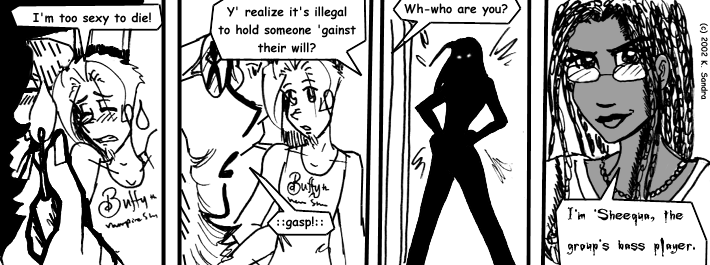 I'm too sexy to die!
Buffy
vampire
Y' realize it's illegal
to hold someone 'gainst
their will?
Buffy
::gasp!::
Wh-who are you?
I'm 'Sheequa, the
group's bass player.
(c) 2002 K. Sandra